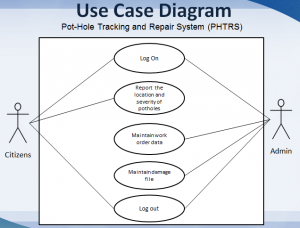 Use Case Diagram
Pot-Hole Tracking and Repair System (PHTRS)
Log On
Report the
location and
severity of
potholes
Maintain work
order data
Maintain damage
file
Log out
Citizens
Admin